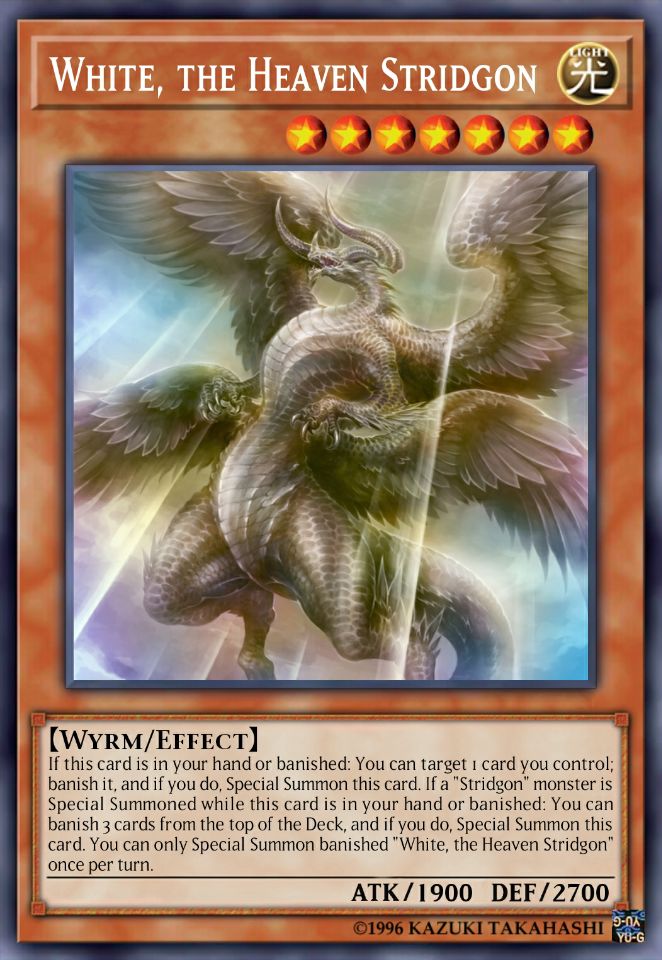 White, the Heaven Stridgon
LIGHT
光
【Wyrm/Effect】
If this card is in your hand or banished: You can target 1 card you control;
banish it, and if you do, Special Summon this card. If a "Stridgon" monster is
Special Summoned while this card is in your hand or banished: You can
banish 3 cards from the top of the Deck, and if you do, Special Summon this
card. You can only Special Summon banished "White, the Heaven Stridgon"
once per turn.
ATK/1900 DEF/2700
©1996 KAZUKI TAKAHASHI
YU-G
YU-G